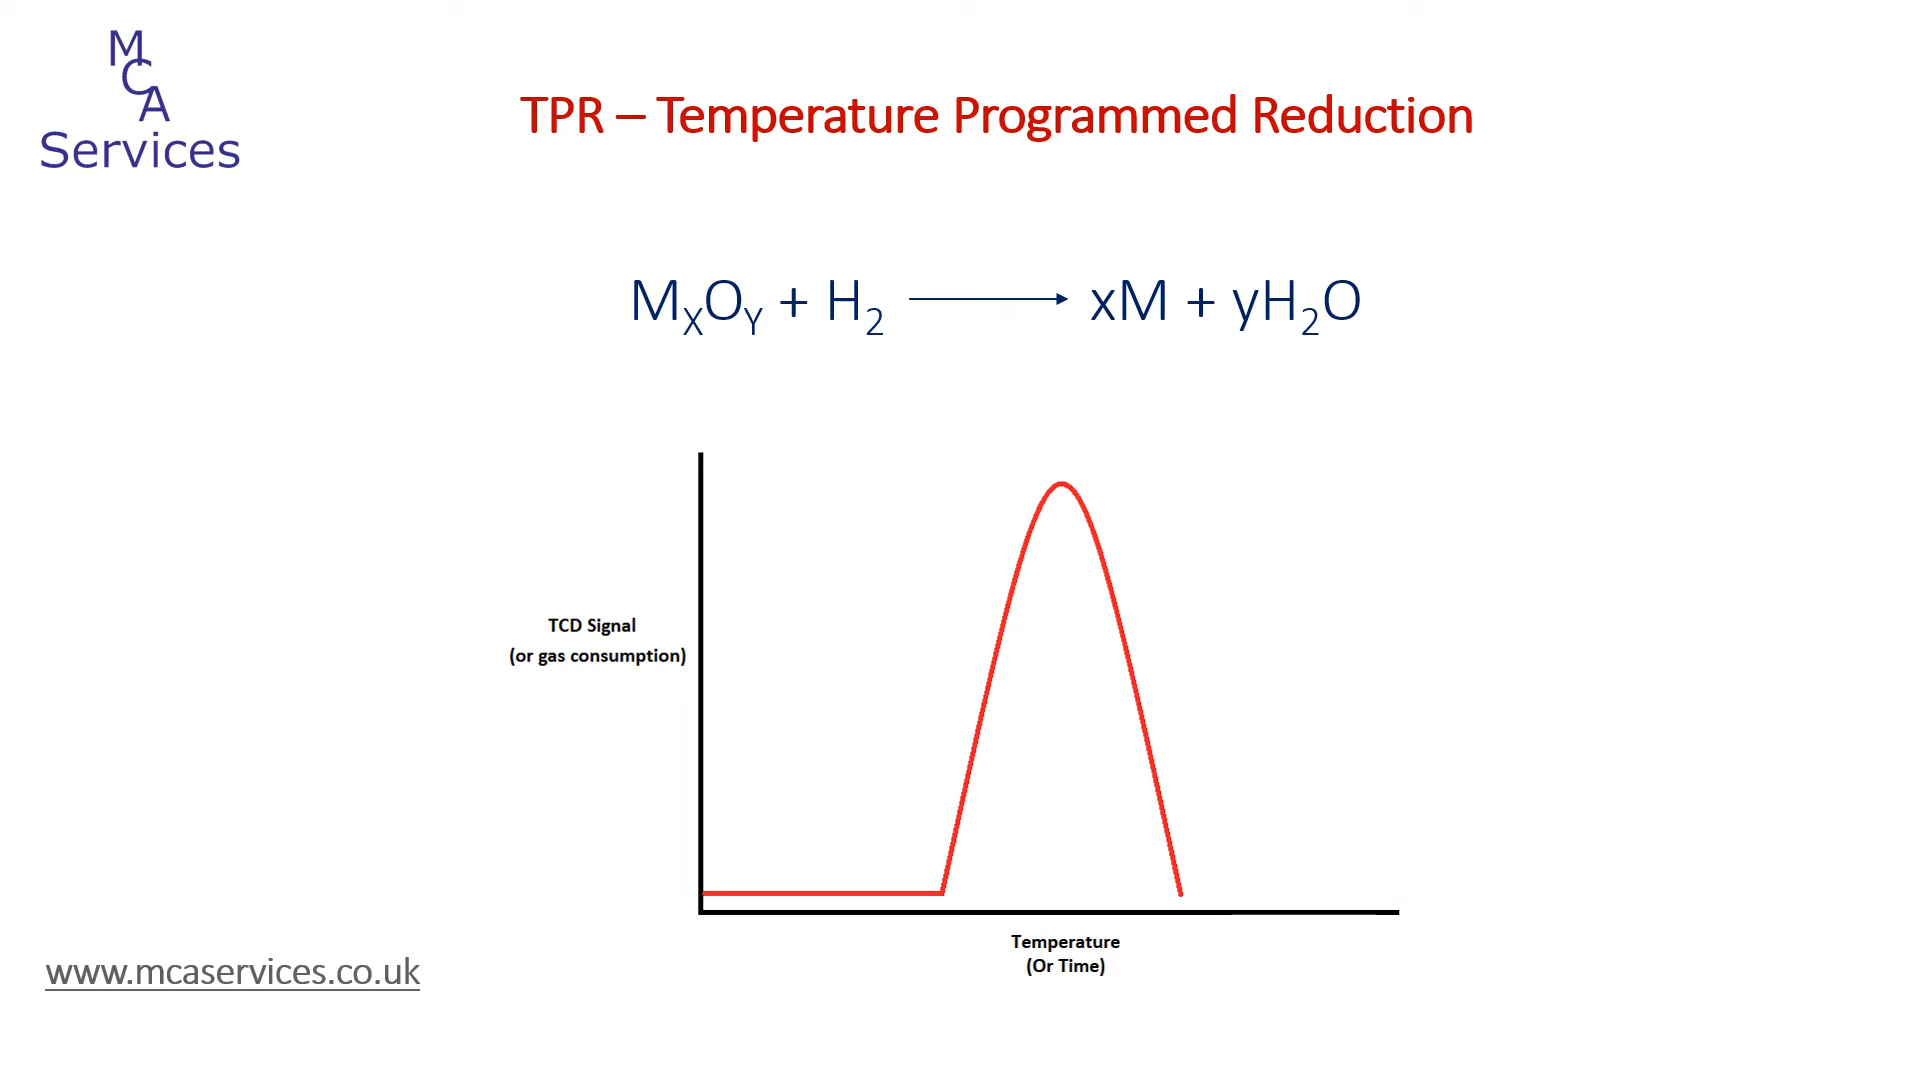 M
C
A
Services
TPR – Temperature Programmed Reduction
MXOY + H2 → xM + yH2O
TCD Signal
(or gas consumption)
Temperature
(Or Time)
www.mcaservices.co.uk